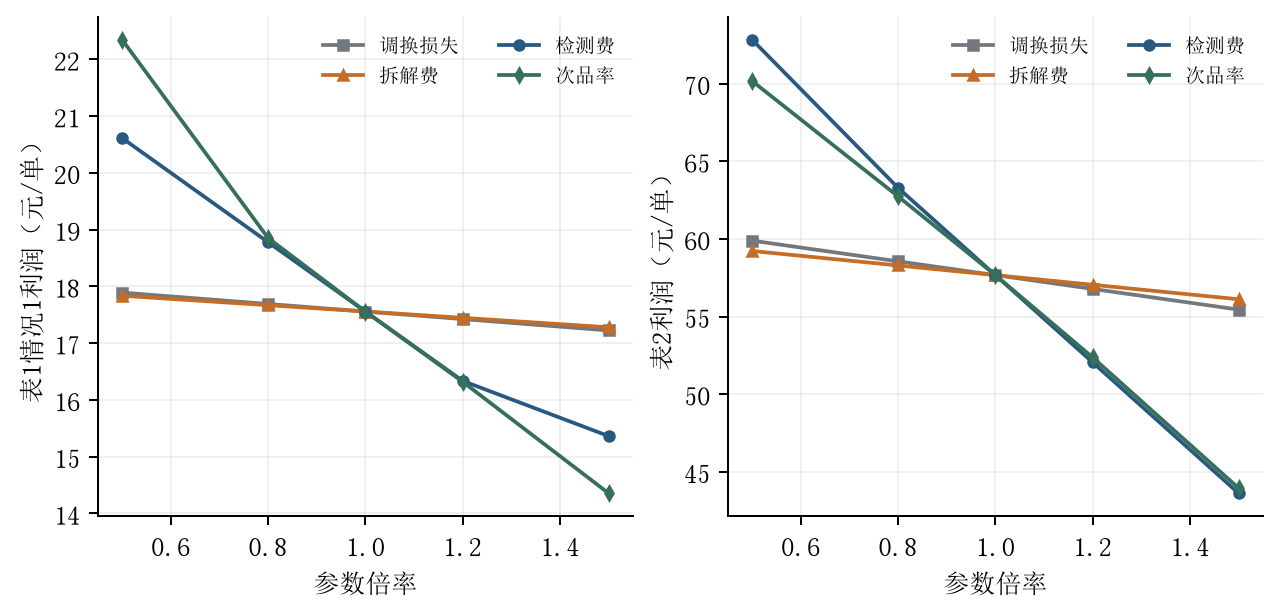 调换损失
检测费
拆解费
次品率
22
21
20
19
18
17
16
15
14
表1情况1利润（元/单）
0.6
0.8
1.0
1.2
1.4
参数倍率
调换损失
检测费
拆解费
次品率
70
65
60
55
50
45
表2利润（元/单）
0.6
0.8
1.0
1.2
1.4
参数倍率